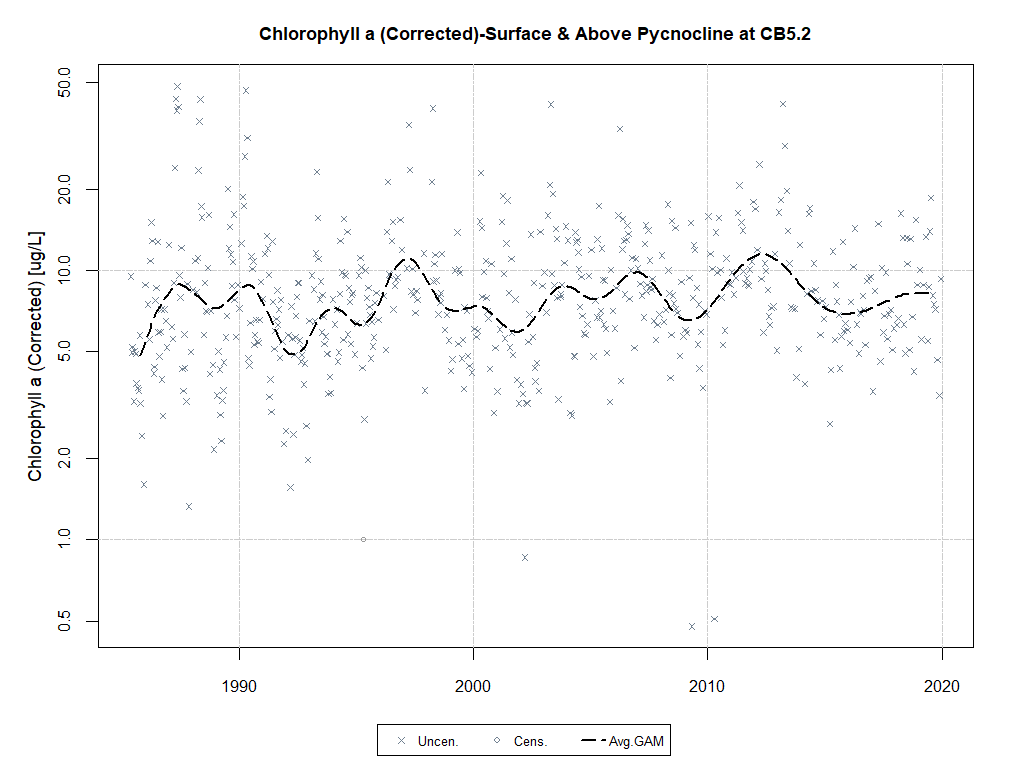 Chlorophyll a (Corrected)-Surface & Above Pycnocline at CB5.2
Chlorophyll a (Corrected) [ug/L]
50.0
20.0
10.0
5.0
2.0
1.0
0.5
1990 2000 2010 2020
Uncen. Cens. Avg.GAM